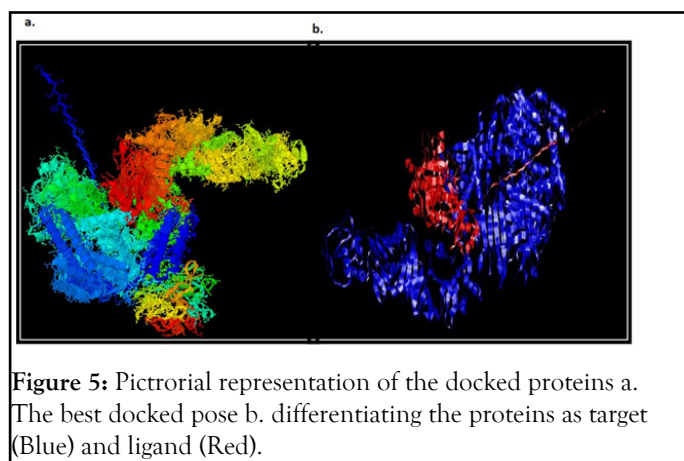 a.
b.
Figure 5: Pictrorial representation of the docked proteins a.
The best docked pose b. differentiating the proteins as target
(Blue) and ligand (Red).